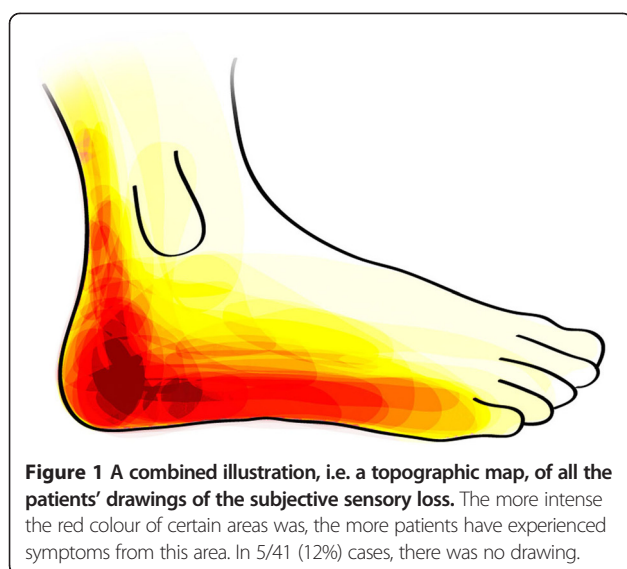 Figure 1 A combined illustration, i.e. a topographic map, of all the
patients’ drawings of the subjective sensory loss. The more intense
the red colour of certain areas was, the more patients have experienced
symptoms from this area. In 5/41 (12%) cases, there was no drawing.